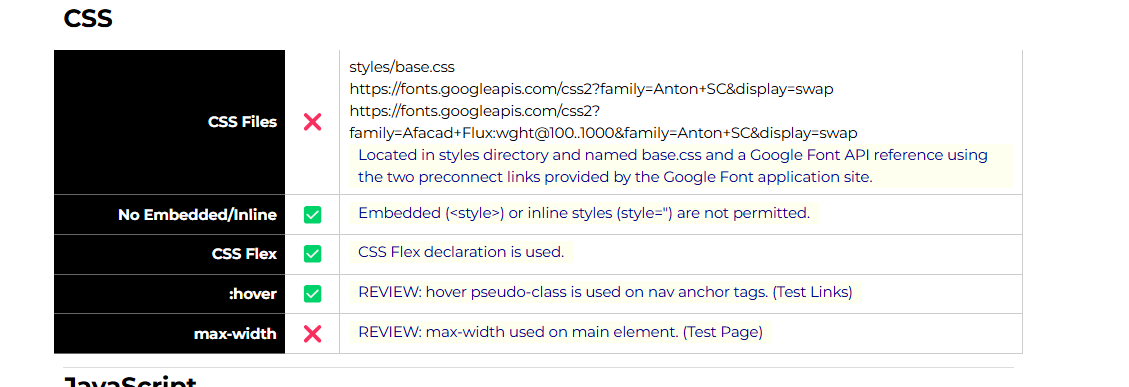 CSS
CSS Files
styles/base.css
https://fonts.googleapis.com/css2?family=Anton+SC&display=swap
https://fonts.googleapis.com/css2?
family=Afacad+Flux:wght@100..1000&family=Anton+SC&display=swap
Located in styles directory and named base.css and a Google Font API reference using
the two preconnect links provided by the Google Font application site.
No Embedded/Inline
Embedded (<style>) or inline styles (style='') are not permitted.
CSS Flex
CSS Flex declaration is used.
:hover
REVIEW: hover pseudo-class is used on nav anchor tags. (Test Links)
max-width
REVIEW: max-width used on main element. (Test Page)
JavaScript